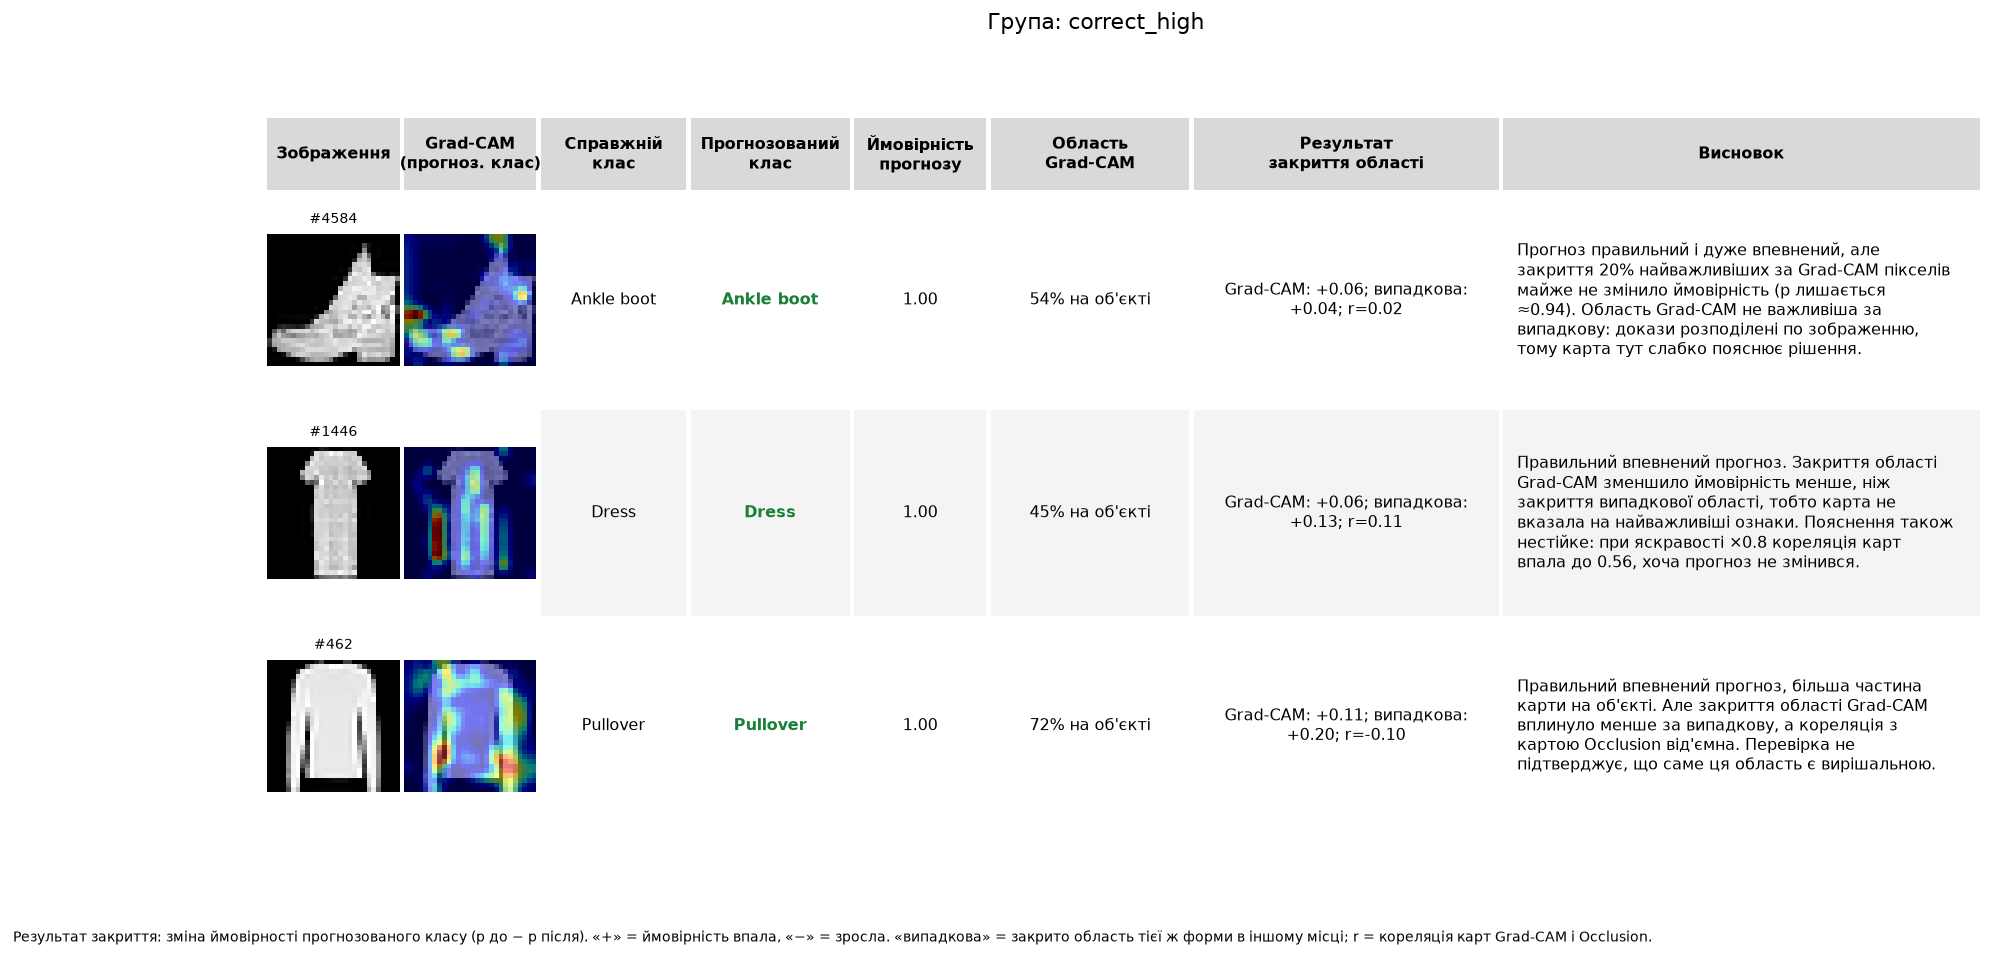 Група: correct_high
Зображення
Grad-CAM
(прогноз. клас)
Справжній
клас
Прогнозований
клас
Ймовірність
прогнозу
Область
Grad-CAM
Результат
закриття області
Висновок
#4584
Ankle boot
Ankle boot
1.00
54% на об'єкті
Grad-CAM: +0.06; випадкова:
+0.04; r=0.02
Прогноз правильний і дуже впевнений, але
закриття 20% найважливіших за Grad-CAM пікселів
майже не змінило ймовірність (p лишається
≈0.94). Область Grad-CAM не важливіша за
випадкову: докази розподілені по зображенню,
тому карта тут слабко пояснює рішення.
#1446
Dress
Dress
1.00
45% на об'єкті
Grad-CAM: +0.06; випадкова:
+0.13; r=0.11
Правильний впевнений прогноз. Закриття області
Grad-CAM зменшило ймовірність менше, ніж
закриття випадкової області, тобто карта не
вказала на найважливіші ознаки. Пояснення також
нестійке: при яскравості ×0.8 кореляція карт
впала до 0.56, хоча прогноз не змінився.
#462
Pullover
Pullover
1.00
72% на об'єкті
Grad-CAM: +0.11; випадкова:
+0.20; r=-0.10
Правильний впевнений прогноз, більша частина
карти на об'єкті. Але закриття області Grad-CAM
вплинуло менше за випадкову, а кореляція з
картою Occlusion від'ємна. Перевірка не
підтверджує, що саме ця область є вирішальною.
Результат закриття: зміна ймовірності прогнозованого класу (p до − p після). «+» = ймовірність впала, «−» = зросла. «випадкова» = закрито область тієї ж форми в іншому місці; r = кореляція карт Grad-CAM і Occlusion.